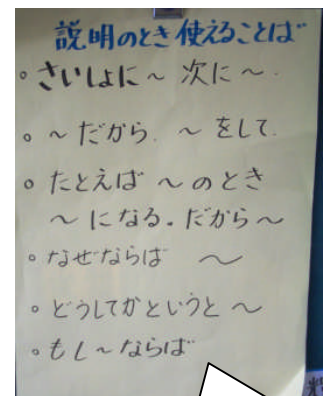 説明のとき使えることば
。さいしょに～ 次に～.
。～だから. ～をして.
。たとえば ～のとき
～になる。だから～
。なぜならば ～
。どうしてかというと～
。もし～ならば